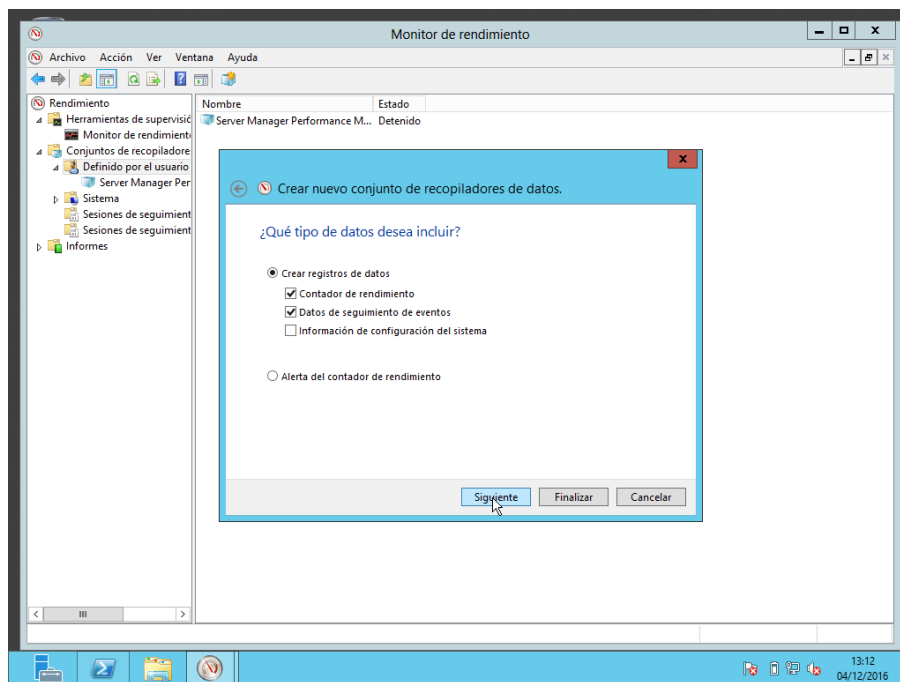 Monitor de rendimiento
Archivo Acción Ver Ventana Ayuda
Rendimiento
Herramientas de supervisió
Monitor de rendimient
Conjuntos de recopiladore
Definido por el usuario
Server Manager Per
Sistema
Sesiones de seguimient
Sesiones de seguimient
Informes
Nombre Estado
Server Manager Performance M... Detenido
Crear nuevo conjunto de recopiladores de datos.
¿Qué tipo de datos desea incluir?
Crear registros de datos
Contador de rendimiento
Datos de seguimiento de eventos
Información de configuración del sistema
Alerta del contador de rendimiento
Siguiente Finalizar Cancelar
13:12
04/12/2016